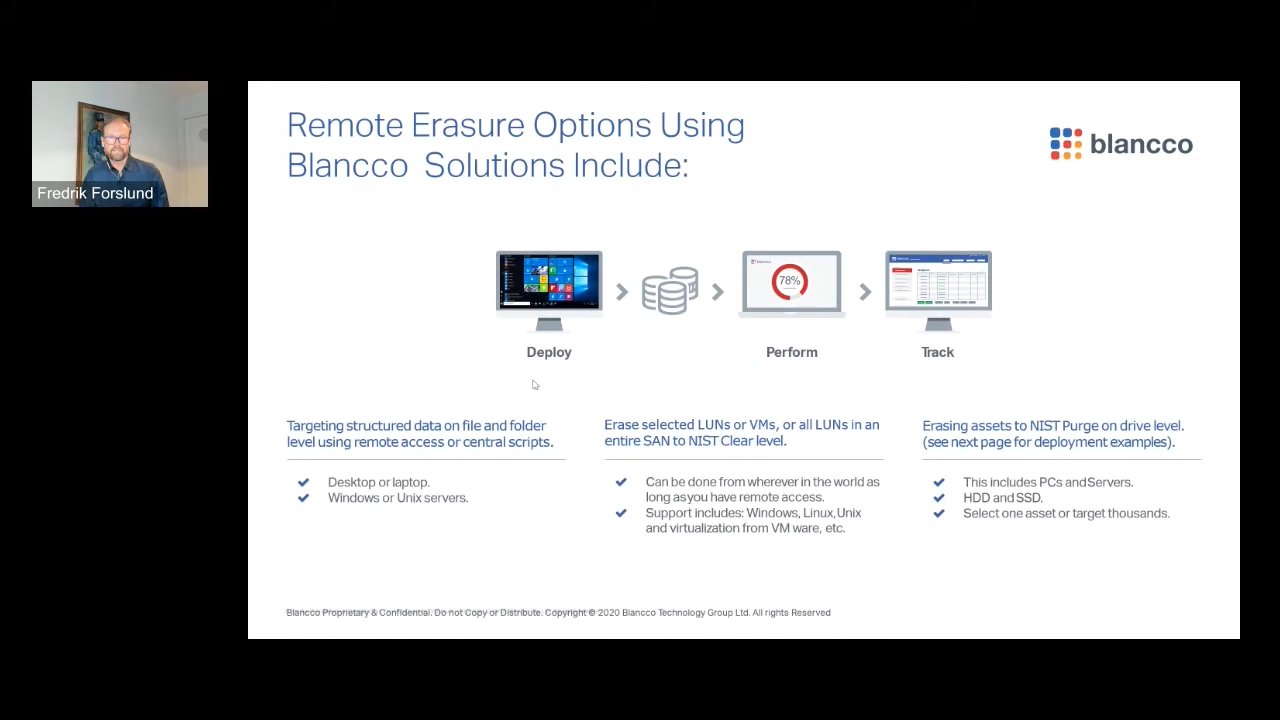 Remote Erasure Options Using
Blancco Solutions Include:
blancco
Fredrik Forslund
78%
Deploy
Perform
Track
Targeting structured data on file and folder
level using remote access or central scripts.
Desktop or laptop.
Windows or Unix servers.
Erase selected LUNs or VMs, or all LUNs in an
entire SAN to NIST Clear level.
Can be done from wherever in the world as
long as you have remote access.
Support includes: Windows, Linux, Unix
and virtualization from VM ware, etc.
Erasing assets to NIST Purge on drive level.
(see next page for deployment examples).
This includes PCs and Servers.
HDD and SSD.
Select one asset or target thousands.
Blancco Proprietary & Confidential. Do not Copy or Distribute. Copyright © 2020 Blancco Technology Group Ltd. All rights Reserved